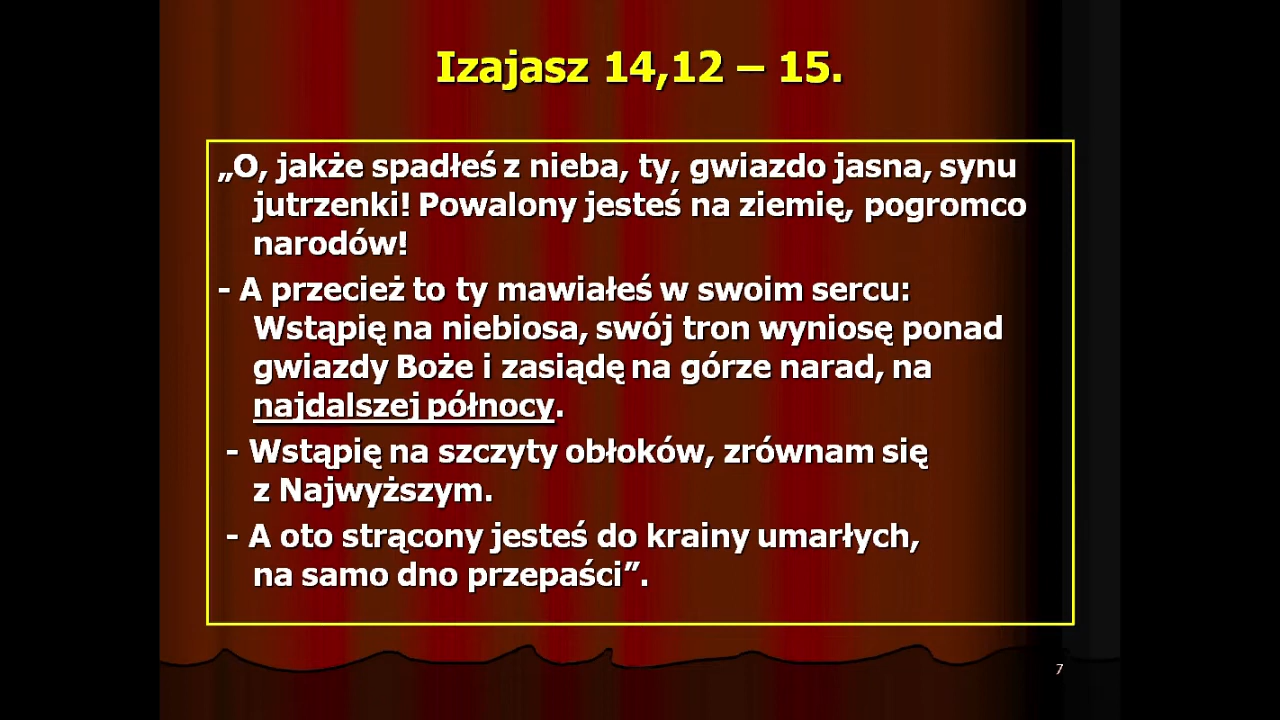 Izajasz 14,12 – 15.
„O, jakże spadłeś z nieba, ty, gwiazdo jasna, synu
jutrzenki! Powalony jesteś na ziemię, pogromco
narodów!
- A przecież to ty mawiałeś w swoim sercu:
Wstąpię na niebiosa, swój tron wyniosę ponad
gwiazdy Boże i zasiądę na górze narad, na
najdalszej północy.
- Wstąpię na szczyty obłoków, zrównam się
z Najwyższym.
- A oto strącony jesteś do krainy umarłych,
na samo dno przepaści”.
7